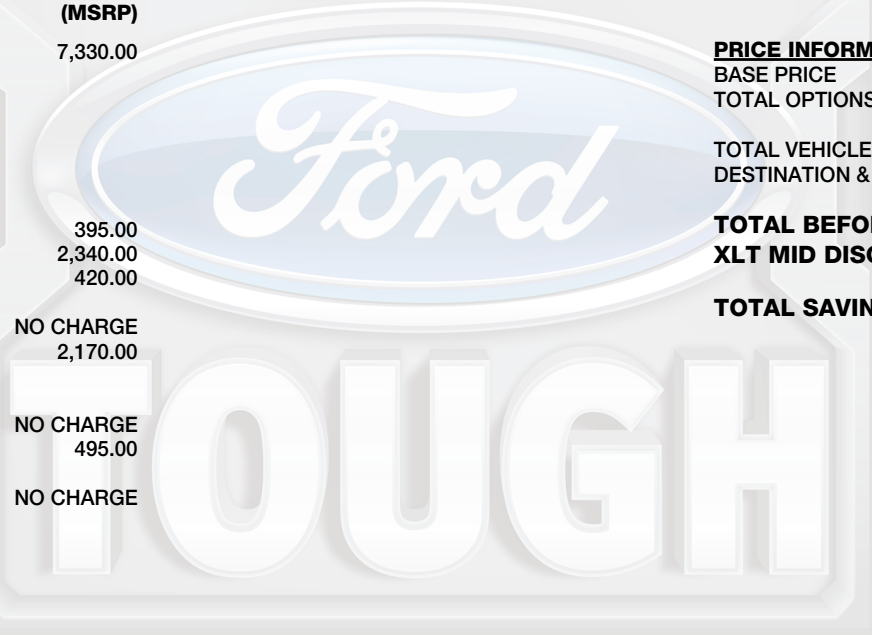 (MSRP)
7,330.00
395.00
2,340.00
420.00
NO CHARGE
2,170.00
NO CHARGE
495.00
NO CHARGE
PRICE INFORM
BASE PRICE
TOTAL OPTIONS
TOTAL VEHICLE
DESTINATION &
TOTAL BEFO
XLT MID DISC
TOTAL SAVIN
Ford
TOUGH